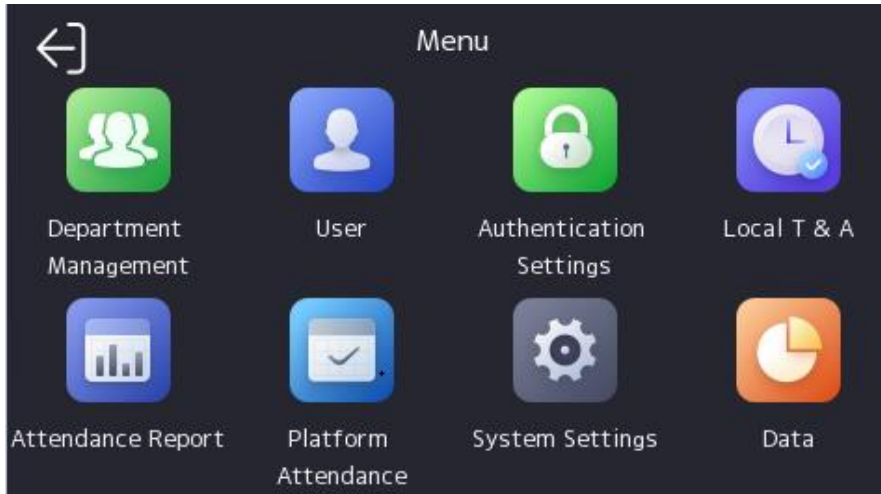 Menu
Department
Management
User
Authentication
Settings
Local T & A
Attendance Report
Platform
Attendance
System Settings
Data